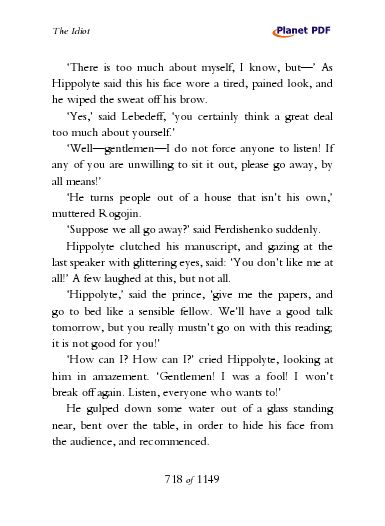 The Idiot
Planet PDF
‘There is too much about myself, I know, but—’ As
Hippolyte said this his face wore a tired, pained look, and
he wiped the sweat off his brow.
‘Yes,’ said Lebedeff, ‘you certainly think a great deal
too much about yourself.’
‘Well—gentlemen—I do not force anyone to listen! If
any of you are unwilling to sit it out, please go away, by
all means!’
‘He turns people out of a house that isn’t his own,’
muttered Rogojin.
‘Suppose we all go away?’ said Ferdishenko suddenly.
Hippolyte clutched his manuscript, and gazing at the
last speaker with glittering eyes, said: ‘You don’t like me at
all!’ A few laughed at this, but not all.
‘Hippolyte,’ said the prince, ‘give me the papers, and
go to bed like a sensible fellow. We’ll have a good talk
tomorrow, but you really mustn’t go on with this reading;
it is not good for you!’
‘How can I? How can I?’ cried Hippolyte, looking at
him in amazement. ‘Gentlemen! I was a fool! I won’t
break off again. Listen, everyone who wants to!’
He gulped down some water out of a glass standing
near, bent over the table, in order to hide his face from
the audience, and recommenced.
718 of 1149